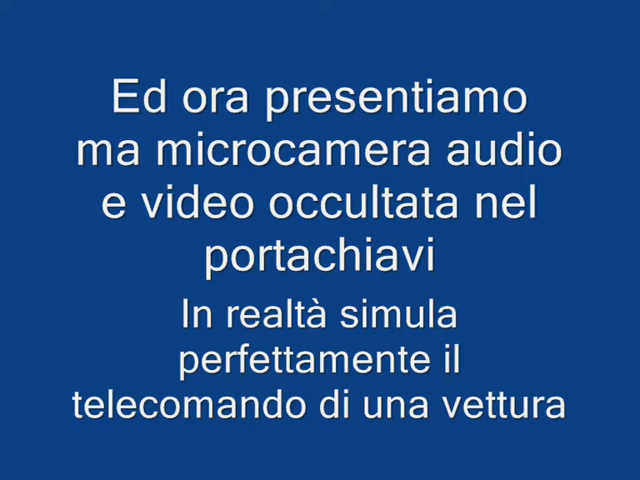 Ed ora presentiamo
ma microcamera audio
e video occultata nel
portachiavi
In realtà simula
perfettamente il
telecomando di una vettura